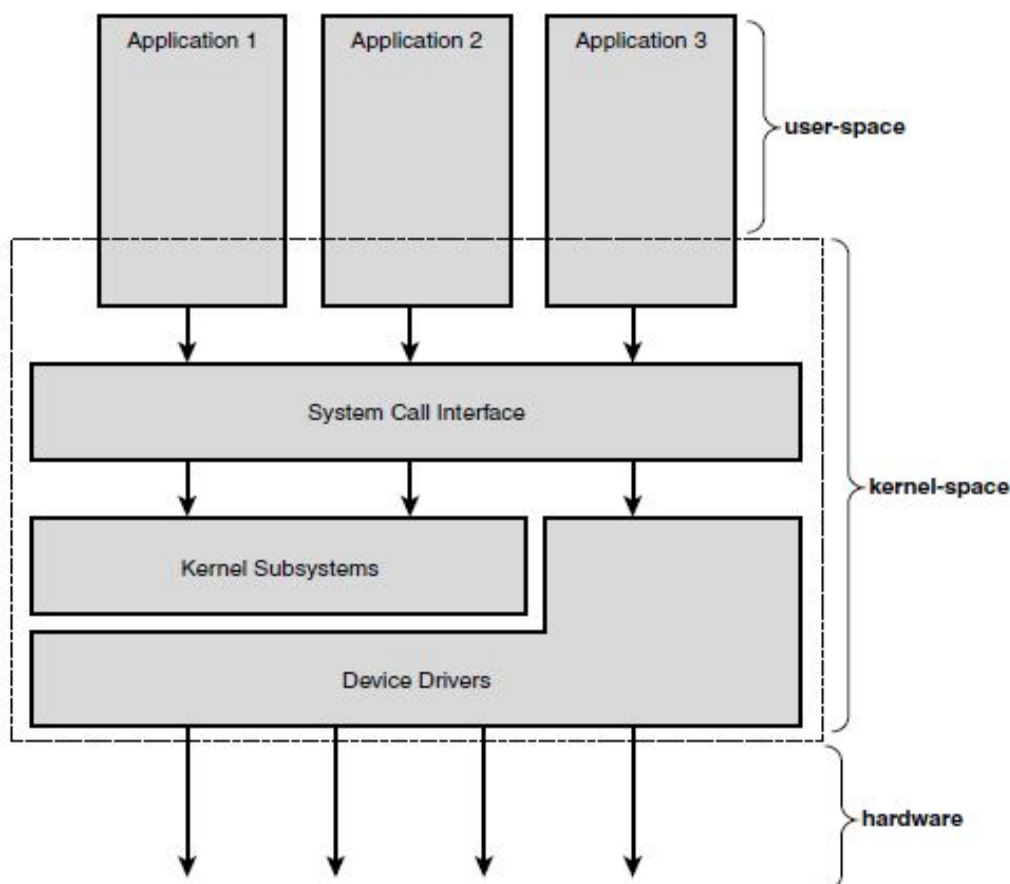 Application 1
Application 2
Application 3
user-space
System Call Interface
kernel-space
Kernel Subsystems
Device Drivers
hardware